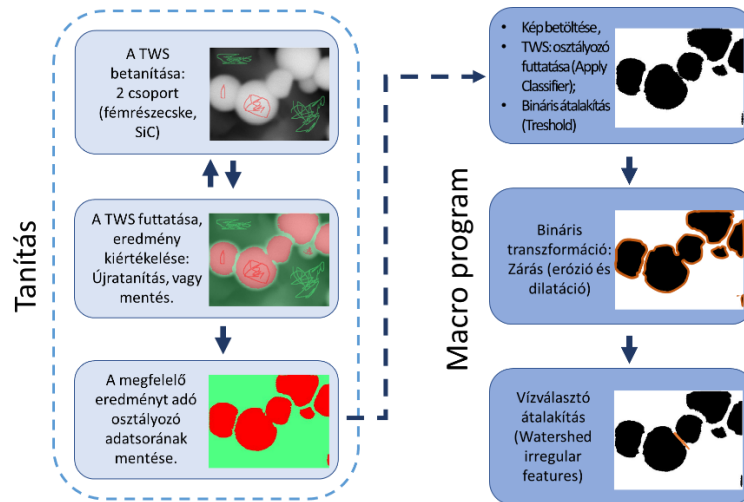 Tanítás
A TWS
betanítása:
2 csoport
(fémrészecske,
SiC)
A TWS futtatása,
eredmény
kiértékelése:
Újratanítás, vagy
mentés.
A megfelelő
eredményt adó
osztályozó
adatsorának
mentése.
Macro program
• Kép betöltése,
• TWS: osztályozó
futtatása (Apply
Classifier);
• Bináris átalakítás
(Treshold)
Bináris
transzformáció:
Zárás (erózió és
dilatáció)
Vízválasztó
átalakítás
(Watershed
irregular
features)